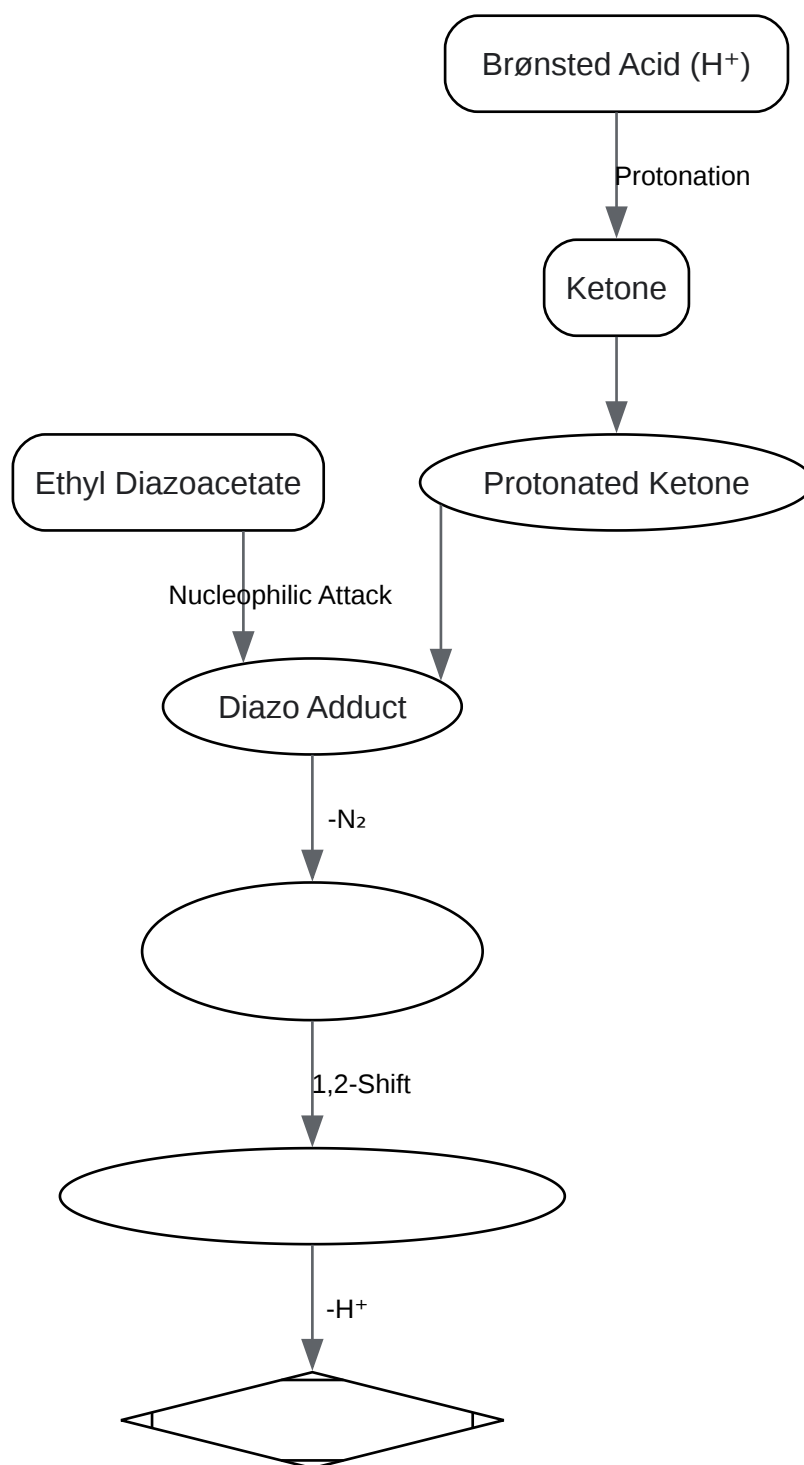 Brønsted Acid (H⁺)
Protonation
Ketone
Ethyl Diazoacetate
Protonated Ketone
Nucleophilic Attack
Diazo Adduct
-N₂
1,2-Shift
-H⁺